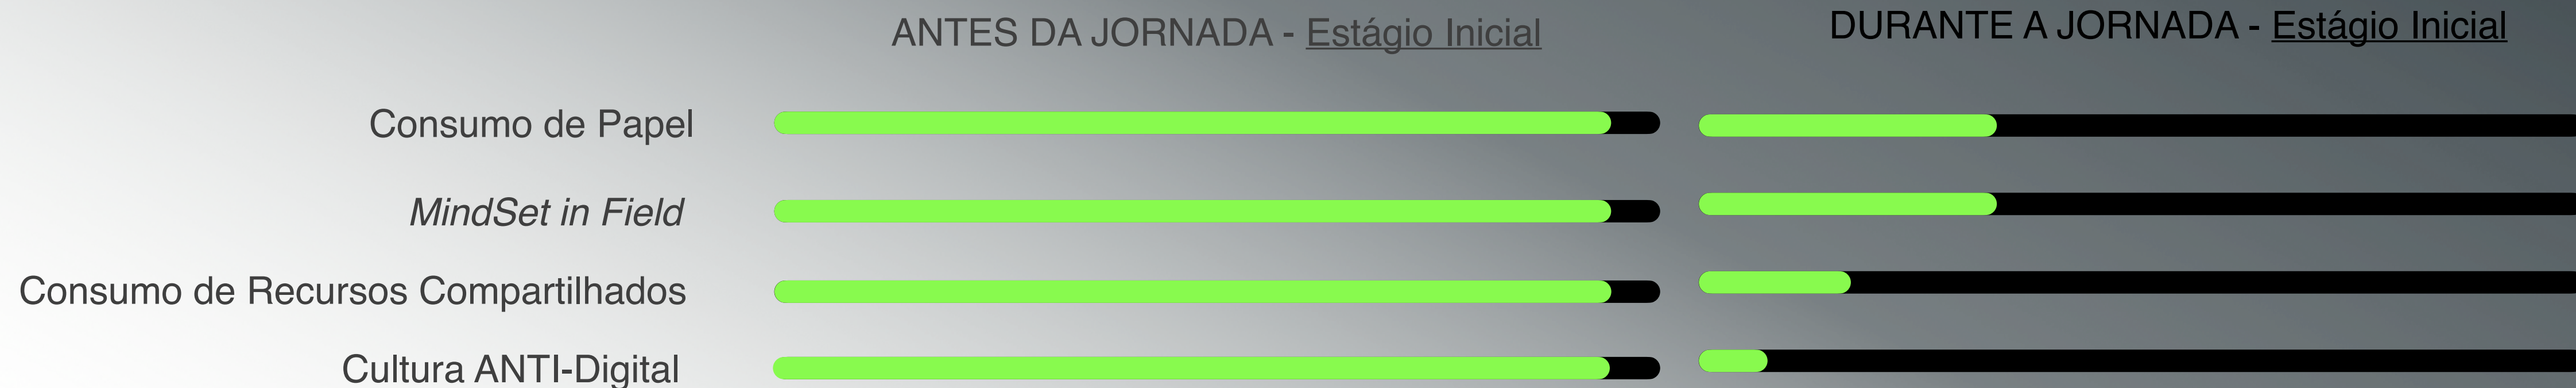 ANTES DA JORNADA - Estágio Inicial
DURANTE A JORNADA - Estágio Inicial
Consumo de Papel
MindSet in Field
Consumo de Recursos Compartilhados
Cultura ANTI-Digital